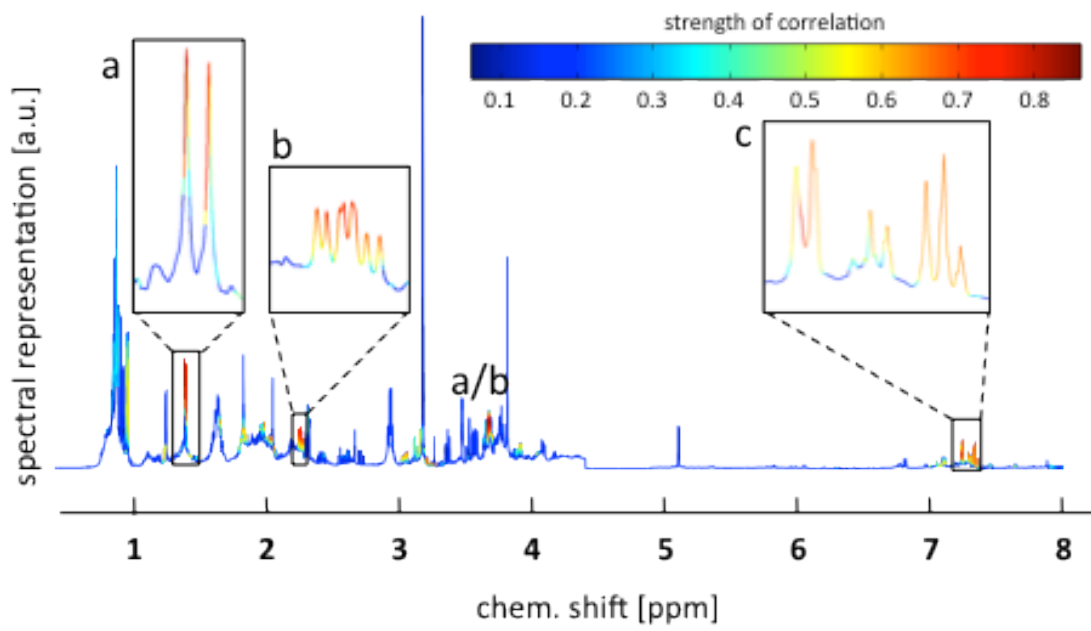 strength of correlation
0.1 0.2 0.3 0.4 0.5 0.6 0.7 0.8
a
b
c
a/b
spectral representation [a.u.]
1 2 3 4 5 6 7 8
chem. shift [ppm]